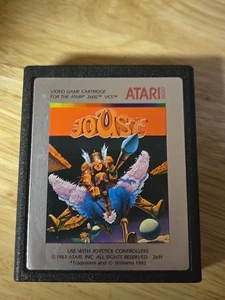 VIDEO GAME CARTRIDGE
FOR THE ATARI® 2600™ VCS™
ATARI
JOUST
USE WITH JOYSTICK CONTROLLERS
© 1983 ATARI, INC. ALL RIGHTS RESERVED.
*Trademark and © Williams 1982